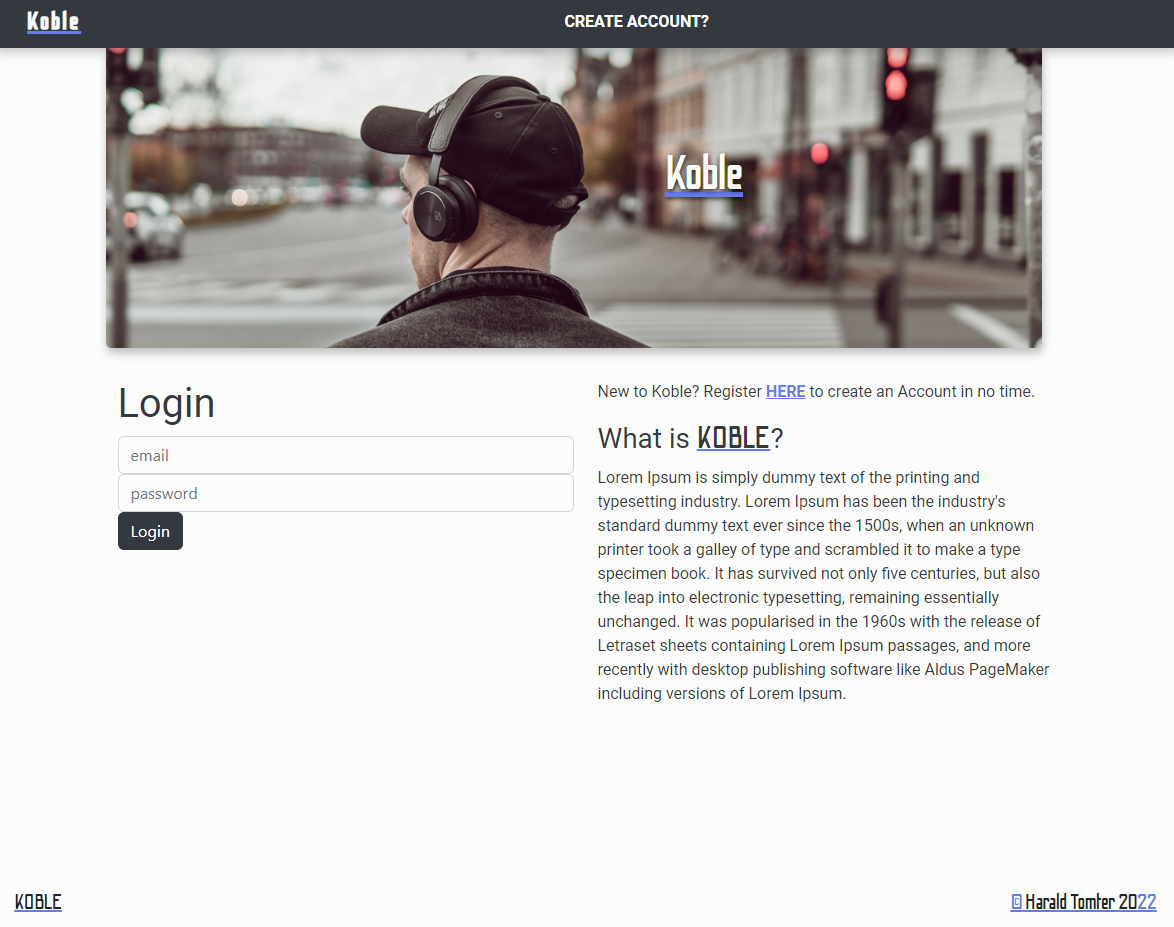 Koble
CREATE ACCOUNT?
Koble
Login
email
password
Login
New to Koble? Register HERE to create an Account in no time.
What is KOBLE?
Lorem Ipsum is simply dummy text of the printing and
typesetting industry. Lorem Ipsum has been the industry's
standard dummy text ever since the 1500s, when an unknown
printer took a galley of type and scrambled it to make a type
specimen book. It has survived not only five centuries, but also
the leap into electronic typesetting, remaining essentially
unchanged. It was popularised in the 1960s with the release of
Letraset sheets containing Lorem Ipsum passages, and more
recently with desktop publishing software like Aldus PageMaker
including versions of Lorem Ipsum.
KOBLE
© Harald Tomter 2022